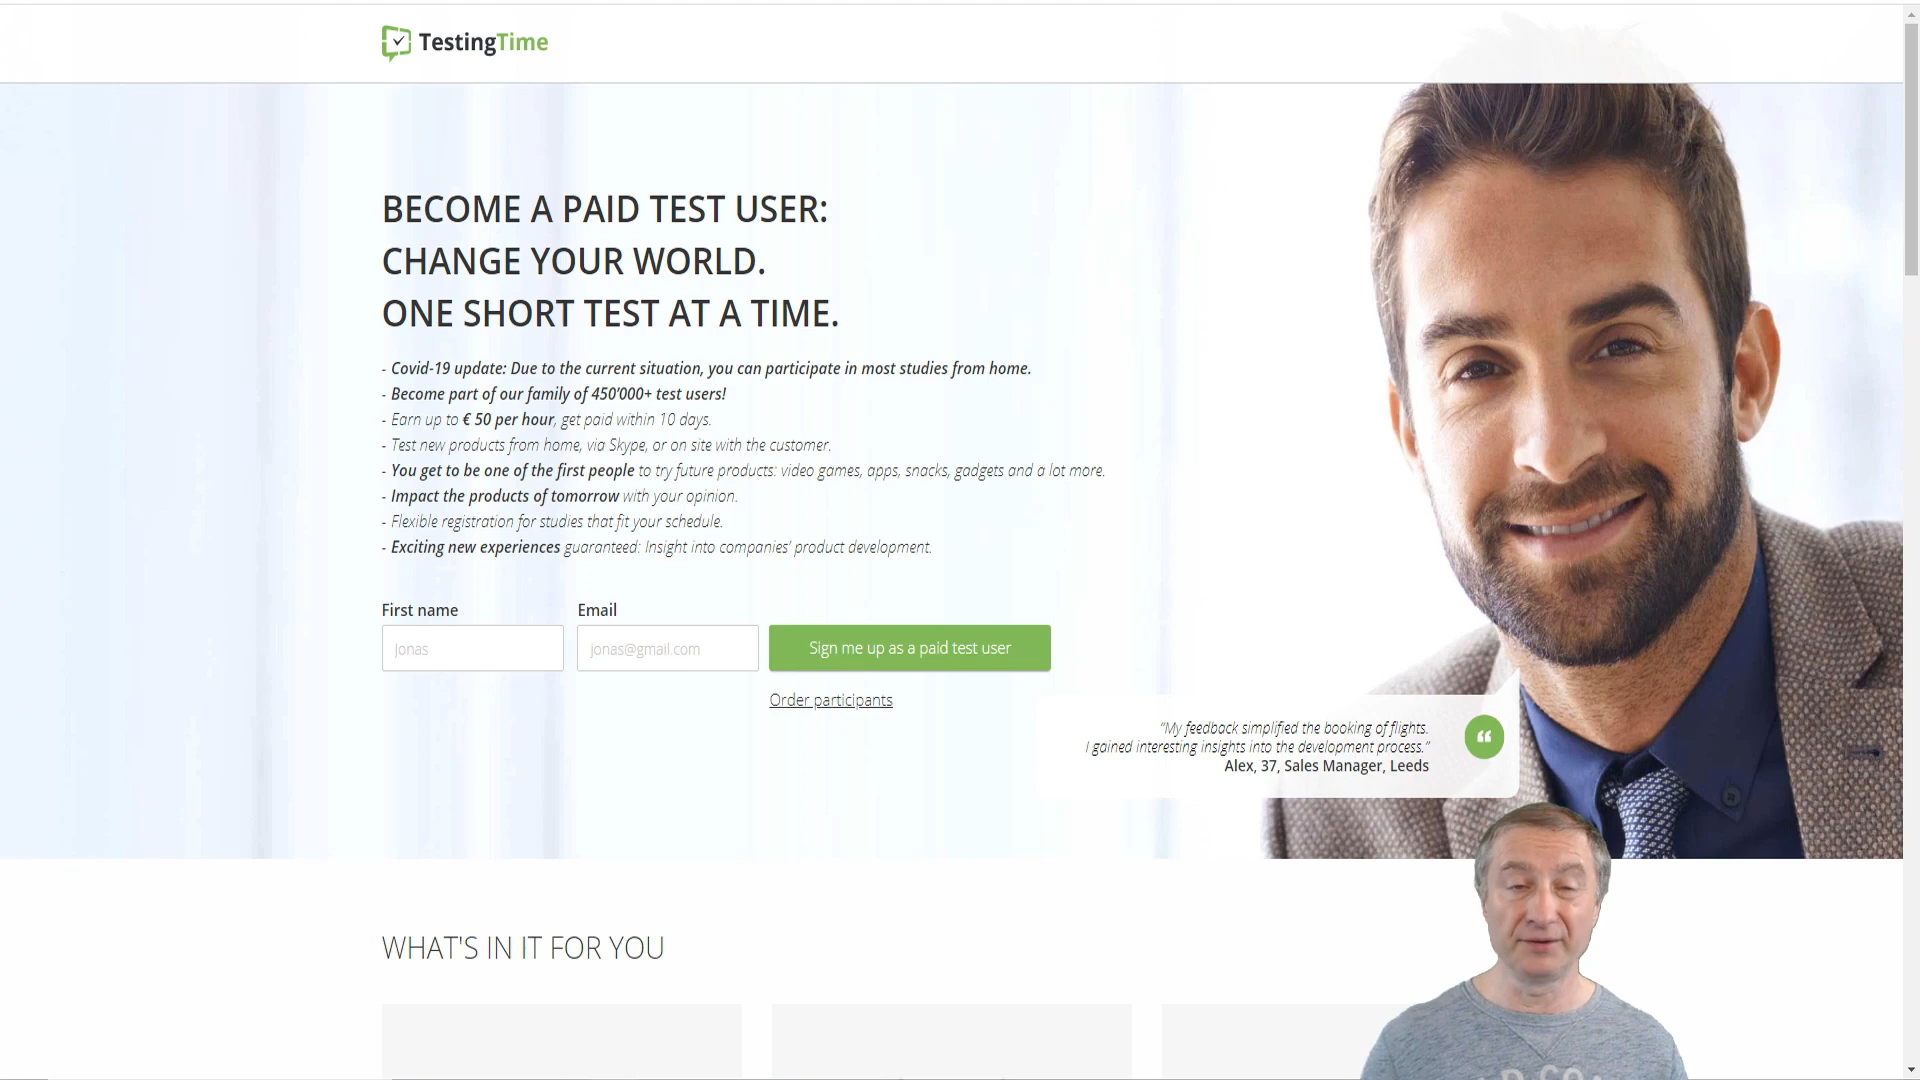 TestingTime
BECOME A PAID TEST USER:
CHANGE YOUR WORLD.
ONE SHORT TEST AT A TIME.
- Covid-19 update: Due to the current situation, you can participate in most studies from home.
- Become part of our family of 450'000+ test users!
- Earn up to € 50 per hour, get paid within 10 days.
- Test new products from home, via Skype, or on site with the customer.
- You get to be one of the first people to try future products: video games, apps, snacks, gadgets and a lot more.
- Impact the products of tomorrow with your opinion.
- Flexible registration for studies that fit your schedule.
- Exciting new experiences guaranteed: Insight into companies' product development.
First name
Email
Jonas
jonas@gmail.com
Sign me up as a paid test user
Order participants
“My feedback simplified the booking of flights.
I gained interesting insights into the development process.”
Alex, 37, Sales Manager, Leeds
WHAT'S IN IT FOR YOU